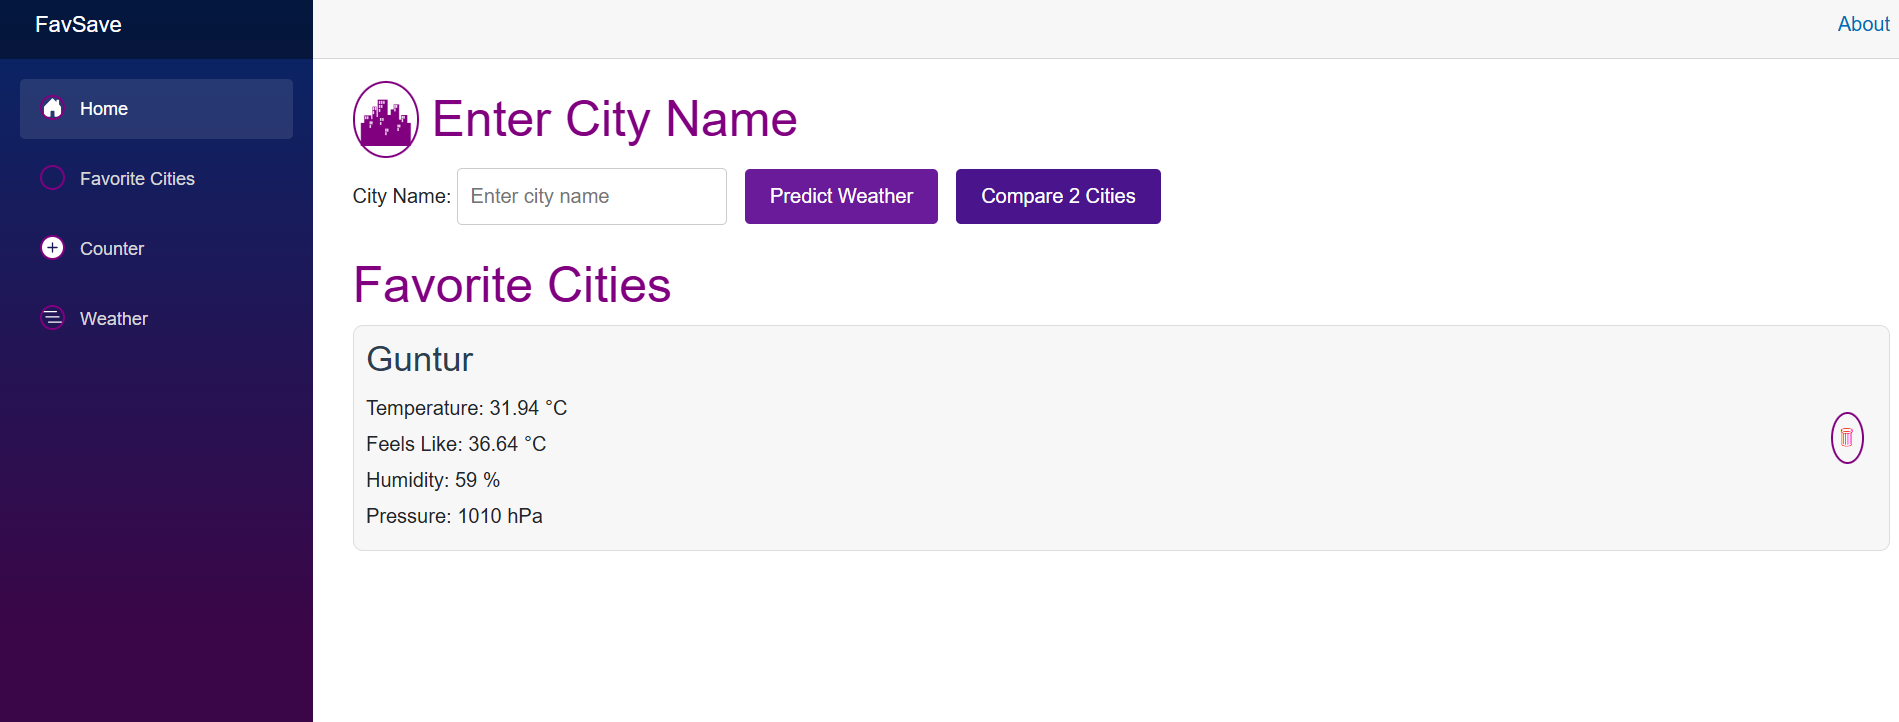 FavSave
About
Home
Favorite Cities
Counter
Weather
Enter City Name
City Name: Enter city name Predict Weather Compare 2 Cities
Favorite Cities
Guntur
Temperature: 31.94 °C
Feels Like: 36.64 °C
Humidity: 59 %
Pressure: 1010 hPa